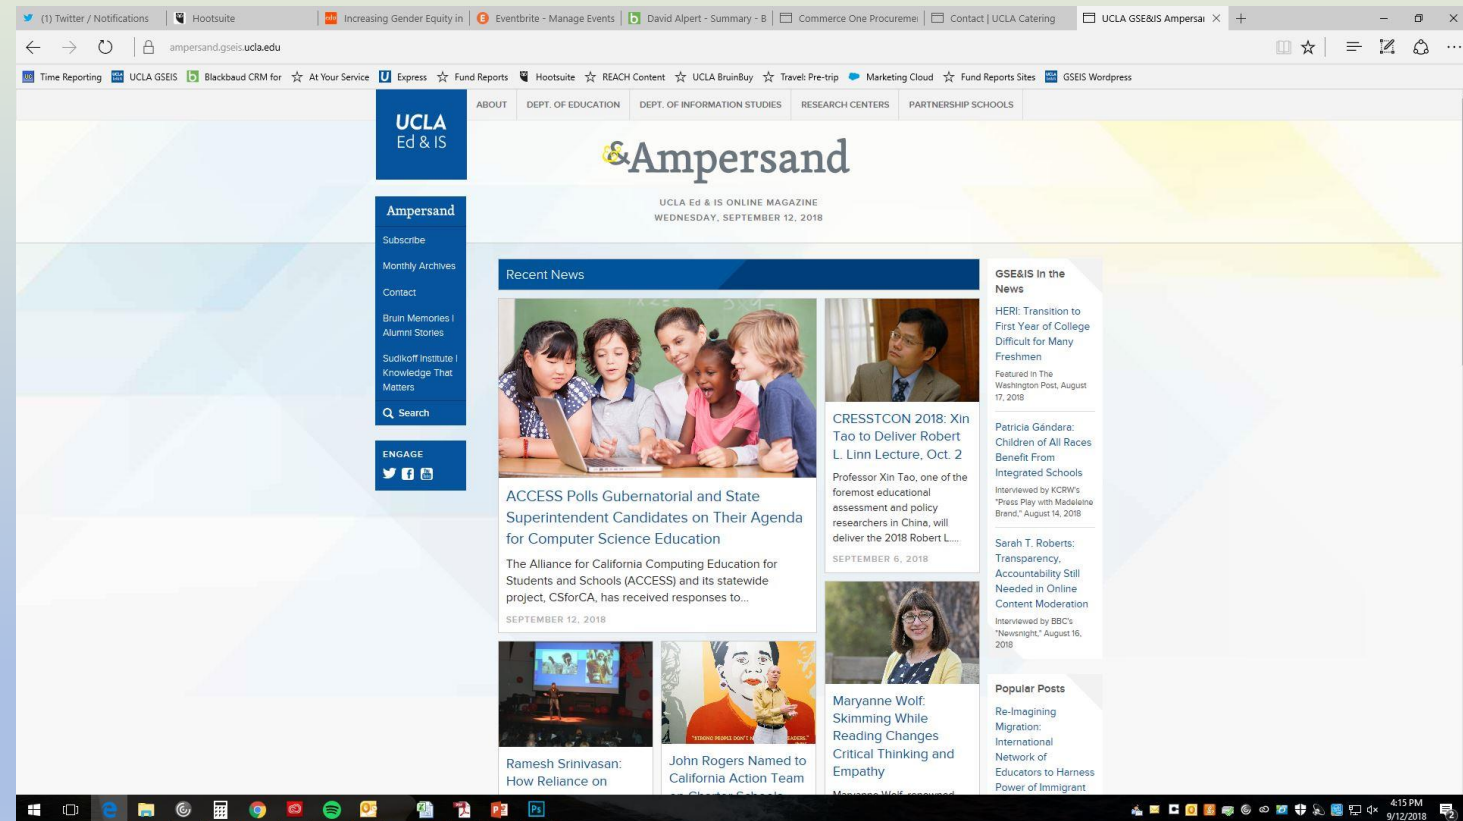 (1) Twitter / Notifications
Hootsuite
Increasing Gender Equity in
Eventbrite - Manage Events
David Alpert - Summary - B
Commerce One Procuremer
Contact | UCLA Catering
UCLA GSE&IS Ampersar
ampersand.gseis.ucla.edu
Time Reporting
UCLA GSEIS
Blackbaud CRM for
At Your Service
Express
Fund Reports
Hootsuite
REACH Content
UCLA BruinBuy
Travel: Pre-trip
Marketing Cloud
Fund Reports Sites
GSEIS Wordpress
UCLA
Ed & IS
ABOUT
DEPT. OF EDUCATION
DEPT. OF INFORMATION STUDIES
RESEARCH CENTERS
PARTNERSHIP SCHOOLS
&Ampersand
UCLA Ed & IS ONLINE MAGAZINE
WEDNESDAY, SEPTEMBER 12, 2018
Ampersand
Subscribe
Monthly Archives
Contact
Bruin Memories |
Alumni Stories
Sudikoff Institute |
Knowledge That
Matters
Search
ENGAGE
Recent News
ACCESS Polls Gubernatorial and State
Superintendent Candidates on Their Agenda
for Computer Science Education
The Alliance for California Computing Education for
Students and Schools (ACCESS) and its statewide
project, CSforCA, has received responses to...
SEPTEMBER 12, 2018
CRESSTCON 2018: Xin
Tao to Deliver Robert
L. Linn Lecture, Oct. 2
Professor Xin Tao, one of the
foremost educational
assessment and policy
researchers in China, will
deliver the 2018 Robert L....
SEPTEMBER 6, 2018
Ramesh Srinivasan:
How Reliance on
John Rogers Named to
California Action Team
on Charter Schools
Maryanne Wolf:
Skimming While
Reading Changes
Critical Thinking and
Empathy
Maryanne Wolf, renowned
GSE&IS in the
News
HERI: Transition to
First Year of College
Difficult for Many
Freshmen
Featured in The
Washington Post, August
17, 2018
Patricia Gándara:
Children of All Races
Benefit From
Integrated Schools
Interviewed by KCRW's
"Press Play with Madeleine
Brand," August 14, 2018
Sarah T. Roberts:
Transparency,
Accountability Still
Needed in Online
Content Moderation
Interviewed by BBC's
"Newsnight," August 16,
2018
Popular Posts
Re-Imagining
Migration:
International
Network of
Educators to Harness
Power of Immigrant
4:15 PM
9/12/2018